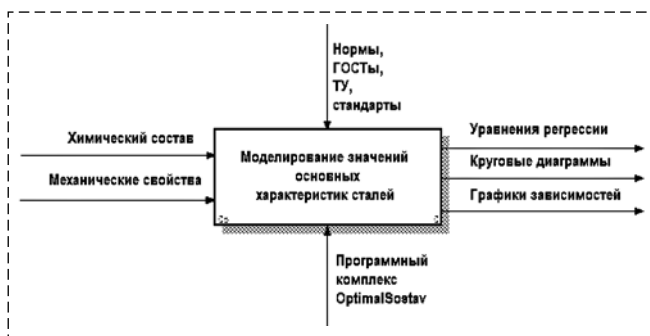 Нормы,
ГОСТы,
ТУ,
стандарты
Химический состав
Механические свойства
Моделирование значений
основных
характеристик сталей
Уравнения регрессии
Круговые диаграммы
Графики зависимостей
Программный
комплекс
OptimalSostav